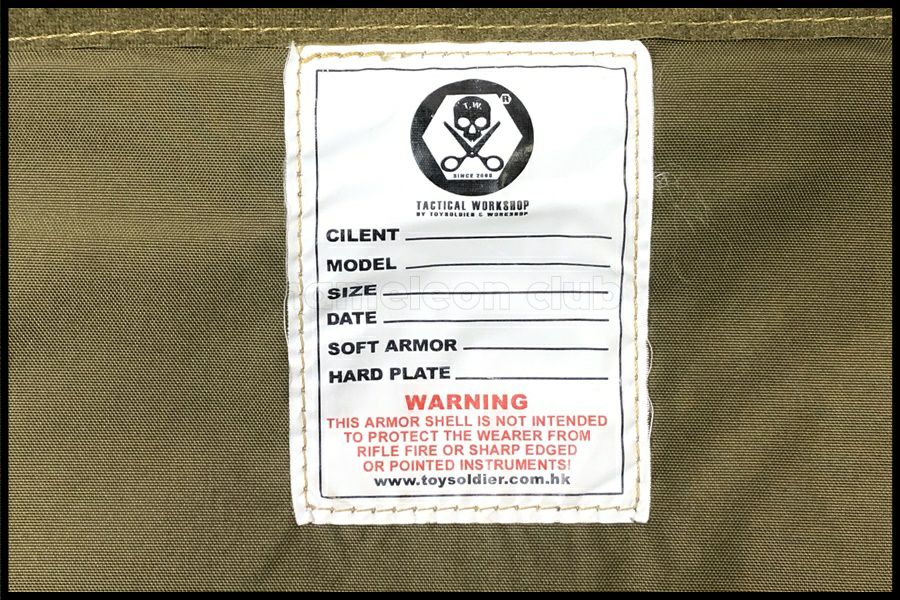 T.W.
®
SINCE 2008
TACTICAL WORKSHOP
BY TOYSOLDIER & WORKSHOP
CILENT
MODEL
SIZE
DATE
SOFT ARMOR
HARD PLATE
WARNING
THIS ARMOR SHELL IS NOT INTENDED
TO PROTECT THE WEARER FROM
RIFLE FIRE OR SHARP EDGED
OR POINTED INSTRUMENTS!
www.toysoldier.com.hk
club